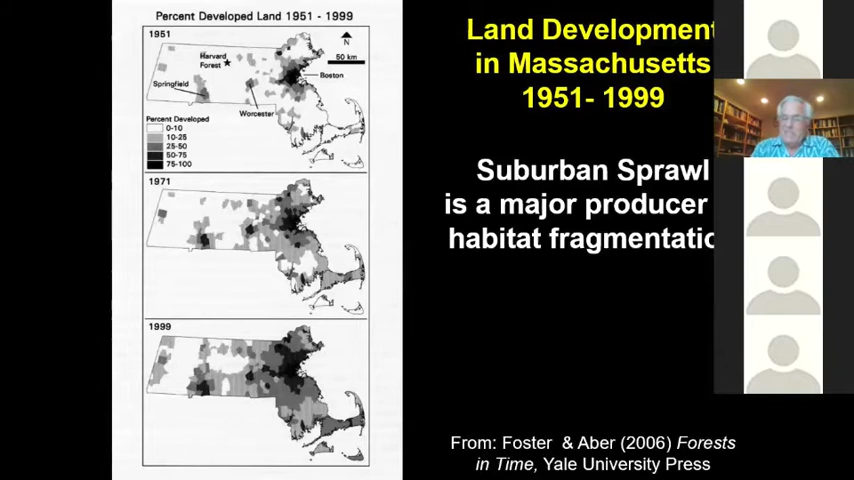 Percent Developed Land 1951 - 1999
1951
N
50 km
Harvard
Forest
Boston
Springfield
Worcester
Percent Developed
0-10
10-25
25-50
50-75
75-100
1971
1999
Land Development
in Massachusetts
1951- 1999
Suburban Sprawl
is a major producer
habitat fragmentatio
From: Foster & Aber (2006) Forests
in Time, Yale University Press